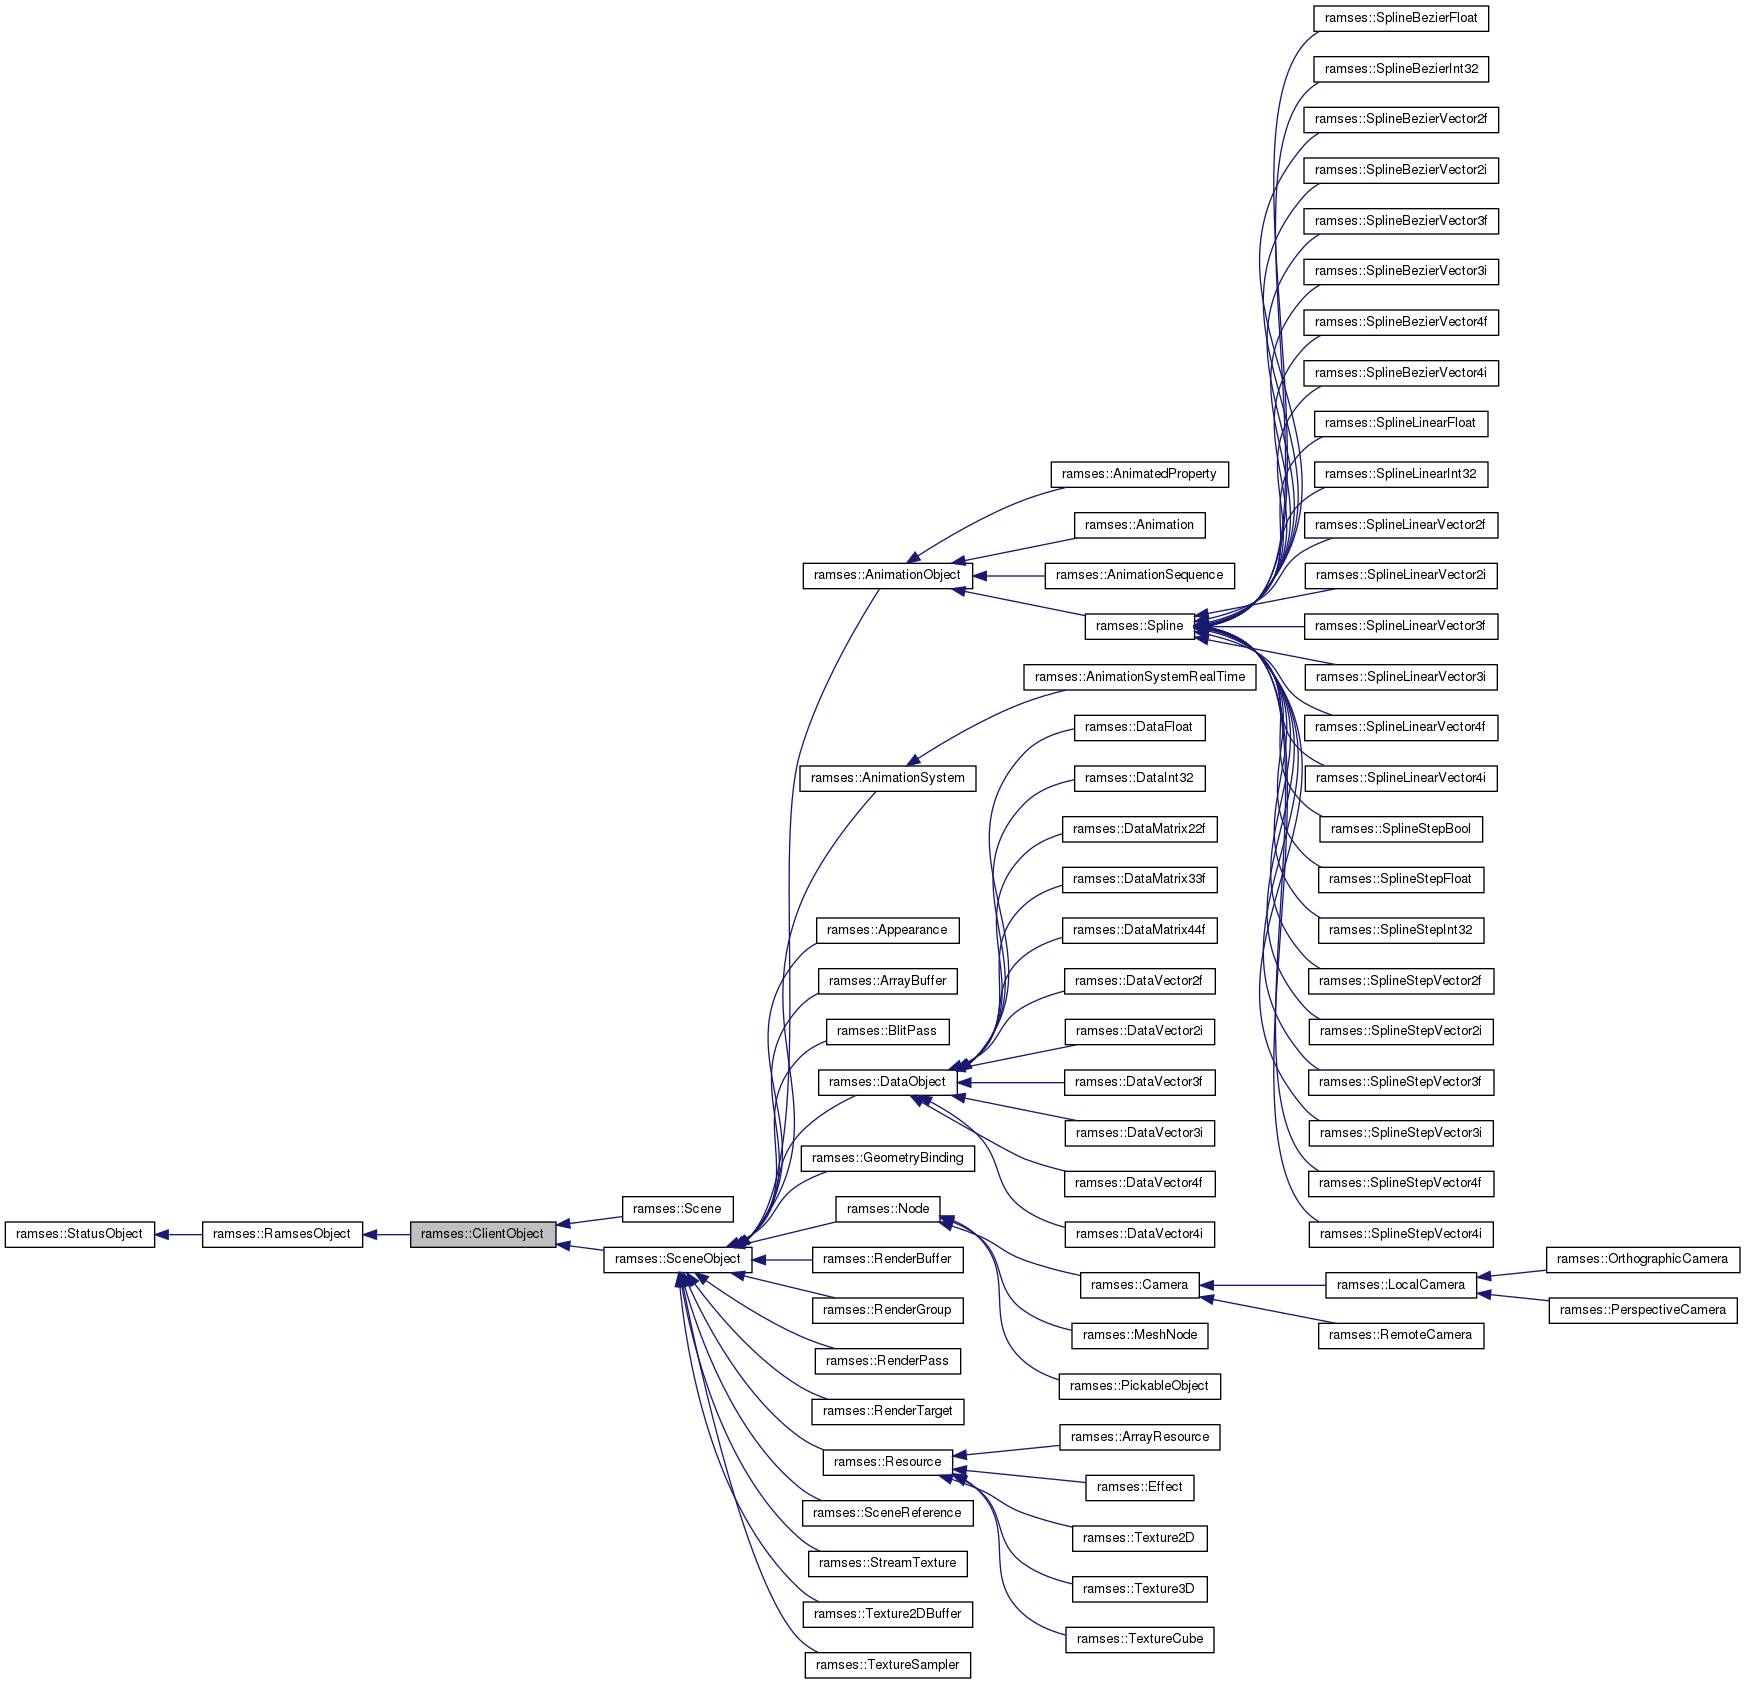 ramses::StatusObject
ramses::RamsesObject
ramses::ClientObject
ramses::Scene
ramses::SceneObject
ramses::AnimationObject
ramses::AnimatedProperty
ramses::Animation
ramses::AnimationSequence
ramses::Spline
ramses::SplineBezierFloat
ramses::SplineBezierInt32
ramses::SplineBezierVector2f
ramses::SplineBezierVector2i
ramses::SplineBezierVector3f
ramses::SplineBezierVector3i
ramses::SplineBezierVector4f
ramses::SplineBezierVector4i
ramses::SplineLinearFloat
ramses::SplineLinearInt32
ramses::SplineLinearVector2f
ramses::SplineLinearVector2i
ramses::SplineLinearVector3f
ramses::SplineLinearVector3i
ramses::SplineLinearVector4f
ramses::SplineLinearVector4i
ramses::SplineStepBool
ramses::SplineStepFloat
ramses::SplineStepInt32
ramses::SplineStepVector2f
ramses::SplineStepVector2i
ramses::SplineStepVector3f
ramses::SplineStepVector3i
ramses::SplineStepVector4f
ramses::SplineStepVector4i
ramses::AnimationSystem
ramses::AnimationSystemRealTime
ramses::Appearance
ramses::ArrayBuffer
ramses::BlitPass
ramses::DataObject
ramses::DataFloat
ramses::DataInt32
ramses::DataMatrix22f
ramses::DataMatrix33f
ramses::DataMatrix44f
ramses::DataVector2f
ramses::DataVector2i
ramses::DataVector3f
ramses::DataVector3i
ramses::DataVector4f
ramses::DataVector4i
ramses::GeometryBinding
ramses::Node
ramses::Camera
ramses::LocalCamera
ramses::OrthographicCamera
ramses::PerspectiveCamera
ramses::RemoteCamera
ramses::MeshNode
ramses::PickableObject
ramses::RenderBuffer
ramses::RenderGroup
ramses::RenderPass
ramses::RenderTarget
ramses::Resource
ramses::ArrayResource
ramses::Effect
ramses::Texture2D
ramses::Texture3D
ramses::TextureCube
ramses::SceneReference
ramses::StreamTexture
ramses::Texture2DBuffer
ramses::TextureSampler